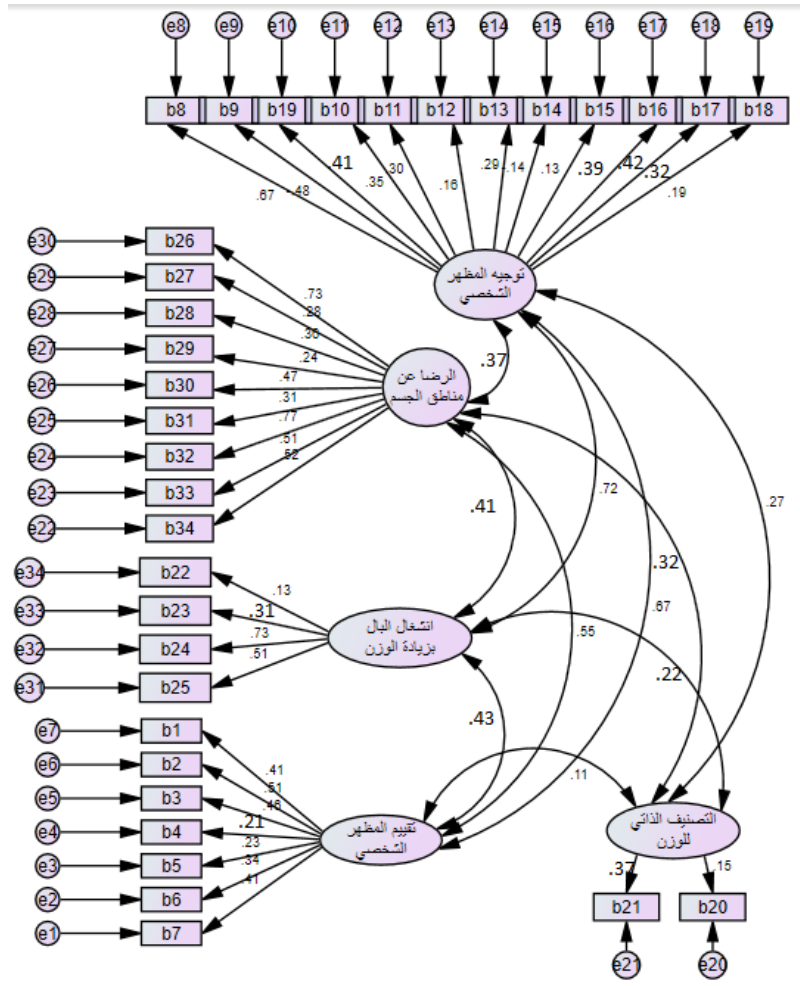 e8 e9 e10 e11 e12 e13 e14 e15 e16 e17 e18 e19
b8 b9 b19 b10 b11 b12 b13 b14 b15 b16 b17 b18
.67 -.48 .41 .35 .30 .16 .29 .14 .13 .39 .42 .32 .19
توجيه المظهر
الشخصي
e30 b26
e29 b27
e28 b28
e27 b29
e26 b30
e25 b31
e24 b32
e23 b33
e22 b34
.73
.28
.36
.24
.47
.31
.77
.51
.52
الرضا عن
مناطق الجسم
.37
.41
.72
.27
.32
.67
.55
.22
.43
.11
e34 b22
e33 b23
e32 b24
e31 b25
.13
.31
.73
.51
انشغال البال
بزيادة الوزن
e7 b1
e6 b2
e5 b3
e4 b4
e3 b5
e2 b6
e1 b7
.41
.51
.46
.21
.23
.34
.41
تقييم المظهر
الشخصي
التصنيف الذاتي
للوزن
.37 .15
b21 b20
e21 e20